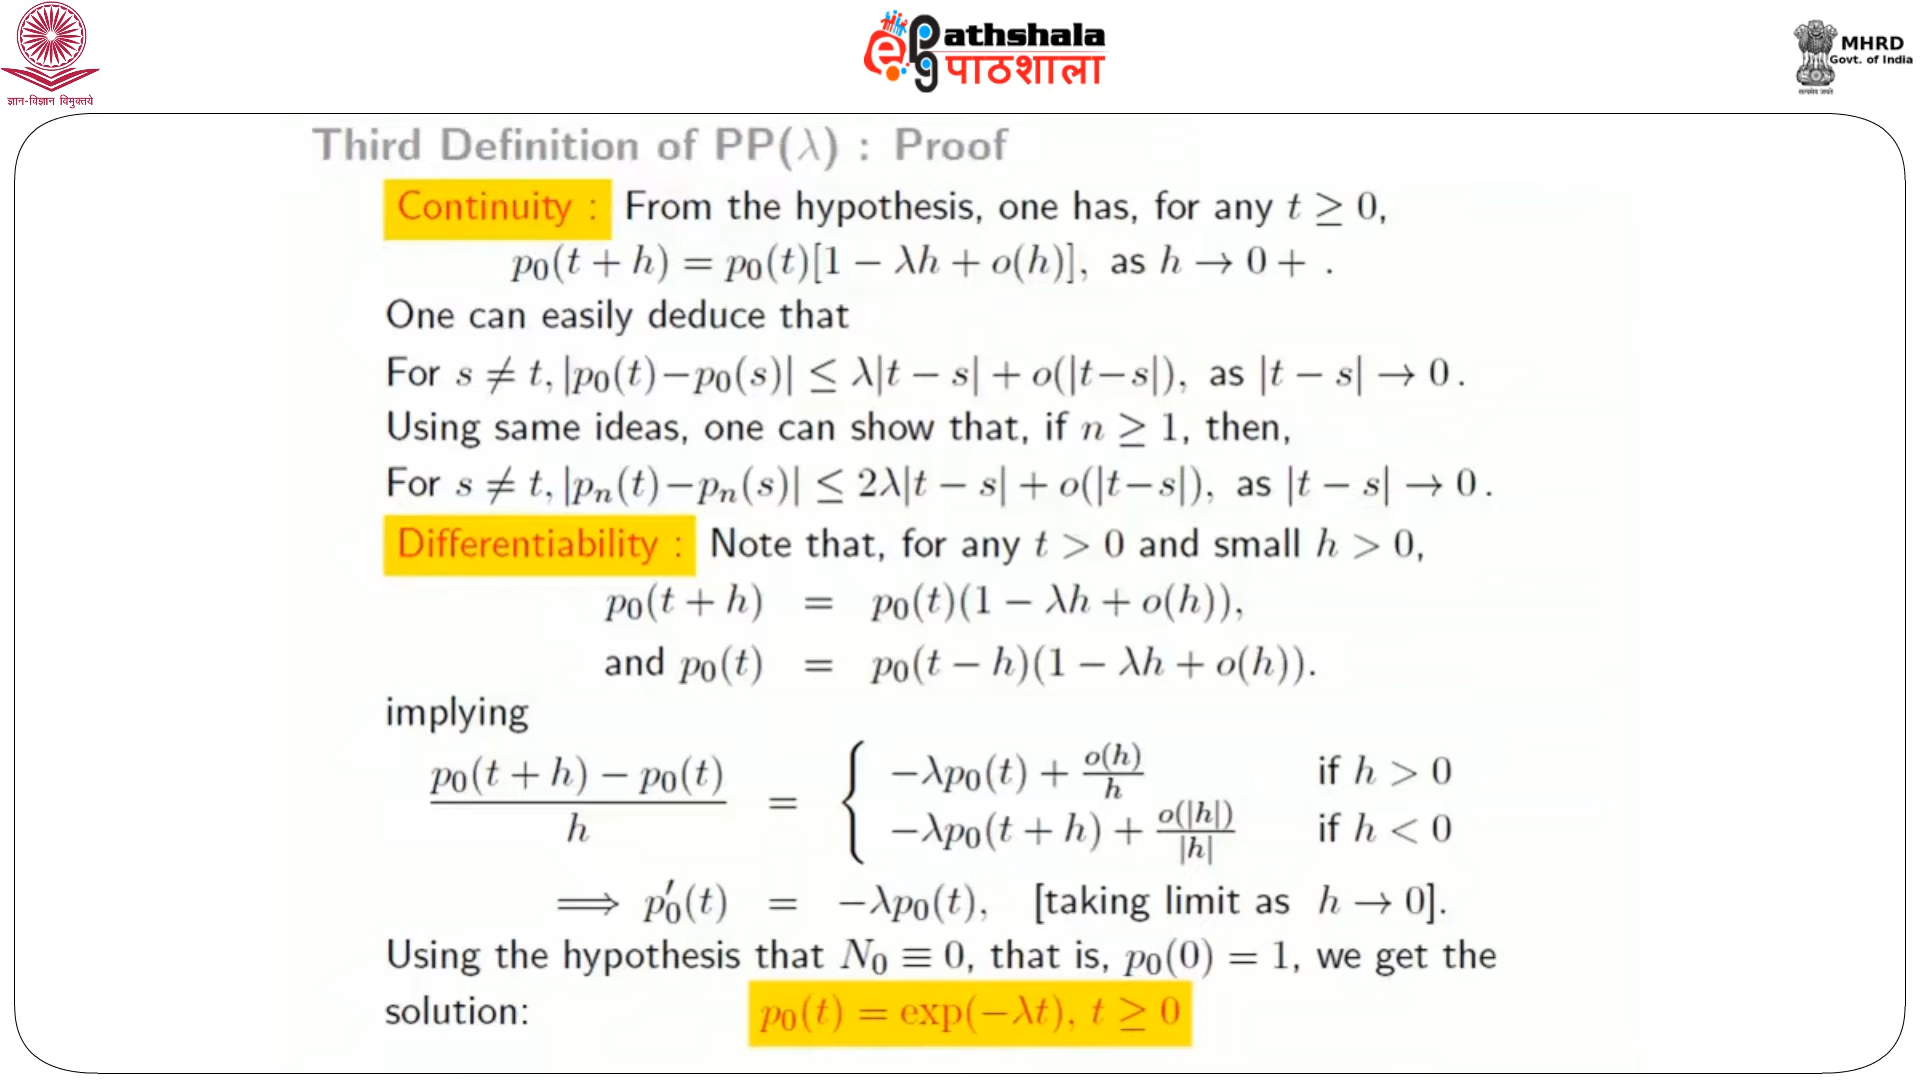 ज्ञान-विज्ञान विमुक्तये
ePG athshala
पाठशाला
MHRD
Govt. of India
सत्यमेव जयते
Third Definition of PP(λ) : Proof
Continuity : From the hypothesis, one has, for any t ≥ 0,
p₀(t + h) = p₀(t)[1 − λh + o(h)], as h → 0 + .
One can easily deduce that
For s ≠ t, |p₀(t)−p₀(s)| ≤ λ|t − s| + o(|t−s|), as |t − s| → 0 .
Using same ideas, one can show that, if n ≥ 1, then,
For s ≠ t, |pₙ(t)−pₙ(s)| ≤ 2λ|t − s| + o(|t−s|), as |t − s| → 0 .
Differentiability : Note that, for any t > 0 and small h > 0,
p₀(t + h) = p₀(t)(1 − λh + o(h)),
and p₀(t) = p₀(t − h)(1 − λh + o(h)).
implying
(p₀(t + h) − p₀(t))/h = { −λp₀(t) + o(h)/h if h > 0
−λp₀(t + h) + o(|h|)/|h| if h < 0
⟹ p₀′(t) = −λp₀(t), [taking limit as h → 0].
Using the hypothesis that N₀ ≡ 0, that is, p₀(0) = 1, we get the
solution: p₀(t) = exp(−λt), t ≥ 0